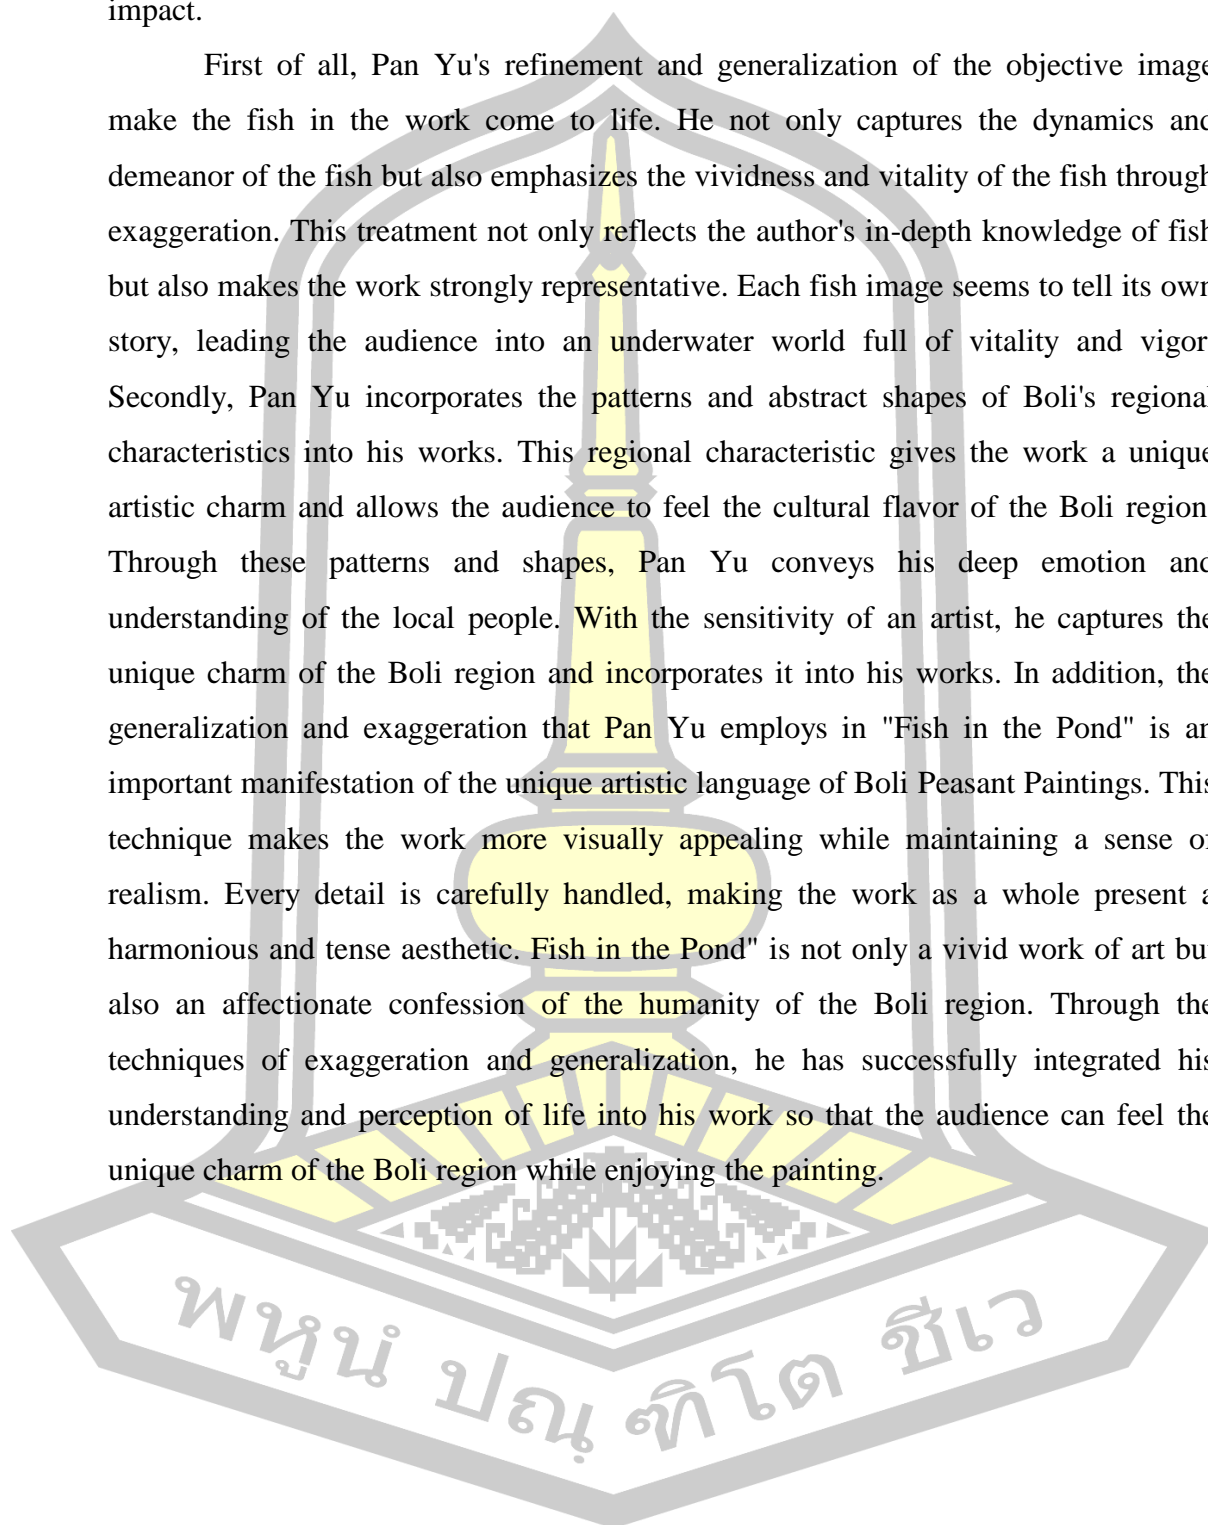 impact.
First of all, Pan Yu's refinement and generalization of the objective image
make the fish in the work come to life. He not only captures the dynamics and
demeanor of the fish but also emphasizes the vividness and vitality of the fish through
exaggeration. This treatment not only reflects the author's in-depth knowledge of fish
but also makes the work strongly representative. Each fish image seems to tell its own
story, leading the audience into an underwater world full of vitality and vigor
Secondly, Pan Yu incorporates the patterns and abstract shapes of Boli's regional
characteristics into his works. This regional characteristic gives the work a unique
artistic charm and allows the audience to feel the cultural flavor of the Boli region
Through these patterns and shapes, Pan Yu conveys his deep emotion and
understanding of the local people. With the sensitivity of an artist, he captures the
unique charm of the Boli region and incorporates it into his works. In addition, the
generalization and exaggeration that Pan Yu employs in "Fish in the Pond" is an
important manifestation of the unique artistic language of Boli Peasant Paintings. This
technique makes the work more visually appealing while maintaining a sense of
realism. Every detail is carefully handled, making the work as a whole present a
harmonious and tense aesthetic. Fish in the Pond" is not only a vivid work of art but
also an affectionate confession of the humanity of the Boli region. Through the
techniques of exaggeration and generalization, he has successfully integrated his
understanding and perception of life into his work so that the audience can feel the
unique charm of the Boli region while enjoying the painting.
พหูนํ ปณฺ ฑิโต ชีเว